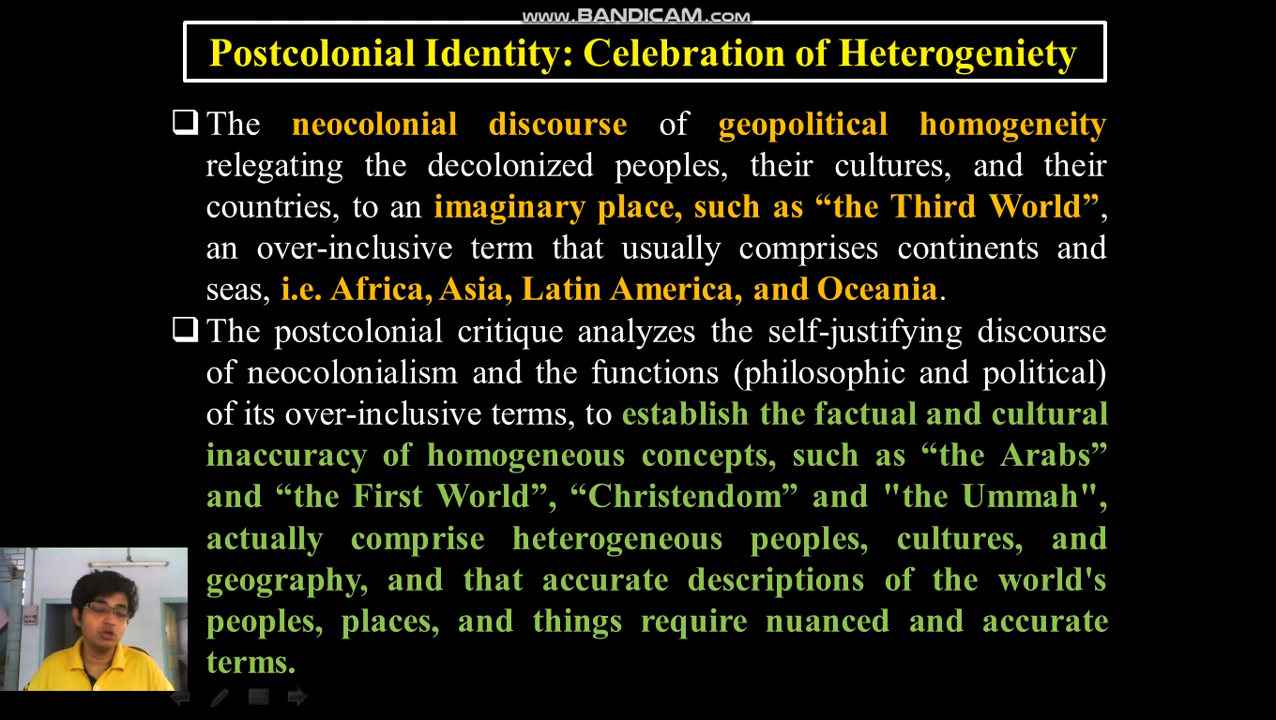 www.BANDICAM.com
Postcolonial Identity: Celebration of Heterogeniety
The neocolonial discourse of geopolitical homogeneity
relegating the decolonized peoples, their cultures, and their
countries, to an imaginary place, such as “the Third World”,
an over-inclusive term that usually comprises continents and
seas, i.e. Africa, Asia, Latin America, and Oceania.
The postcolonial critique analyzes the self-justifying discourse
of neocolonialism and the functions (philosophic and political)
of its over-inclusive terms, to establish the factual and cultural
inaccuracy of homogeneous concepts, such as “the Arabs”
and “the First World”, “Christendom” and "the Ummah",
actually comprise heterogeneous peoples, cultures, and
geography, and that accurate descriptions of the world's
peoples, places, and things require nuanced and accurate
terms.